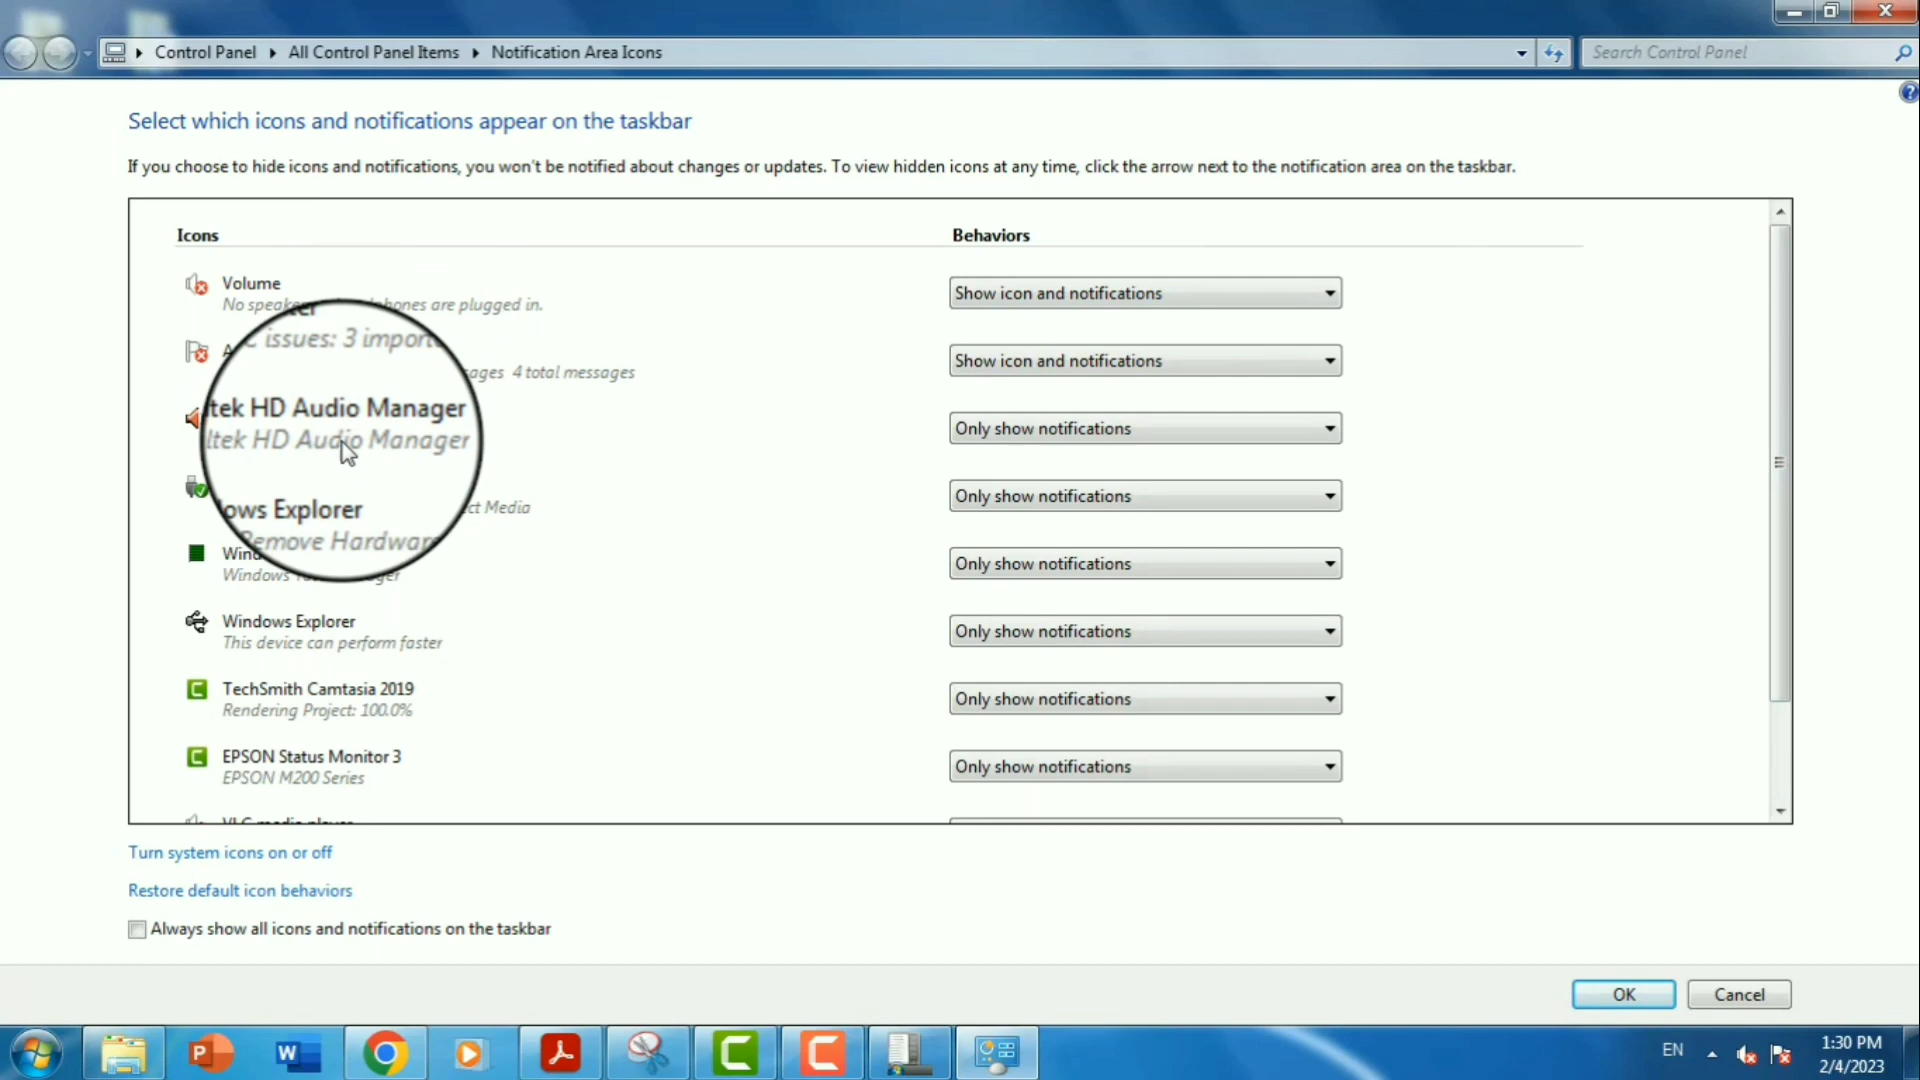 Control Panel
All Control Panel Items
Notification Area Icons
Search Control Panel
Select which icons and notifications appear on the taskbar
If you choose to hide icons and notifications, you won't be notified about changes or updates. To view hidden icons at any time, click the arrow next to the notification area on the taskbar.
Icons
Behaviors
Volume
No speake
are plugged in.
Show icon and notifications
issues: 3 import
4 total messages
Show icon and notifications
tek HD Audio Manager
ltek HD Audio Manager
Only show notifications
ows Explorer
Remove Hardwar
ct Media
Only show notifications
Wind
Windows
Only show notifications
Windows Explorer
This device can perform faster
Only show notifications
TechSmith Camtasia 2019
Rendering Project: 100.0%
Only show notifications
EPSON Status Monitor 3
EPSON M200 Series
Only show notifications
VLC media player
Turn system icons on or off
Restore default icon behaviors
Always show all icons and notifications on the taskbar
OK
Cancel
EN
1:30 PM
2/4/2023